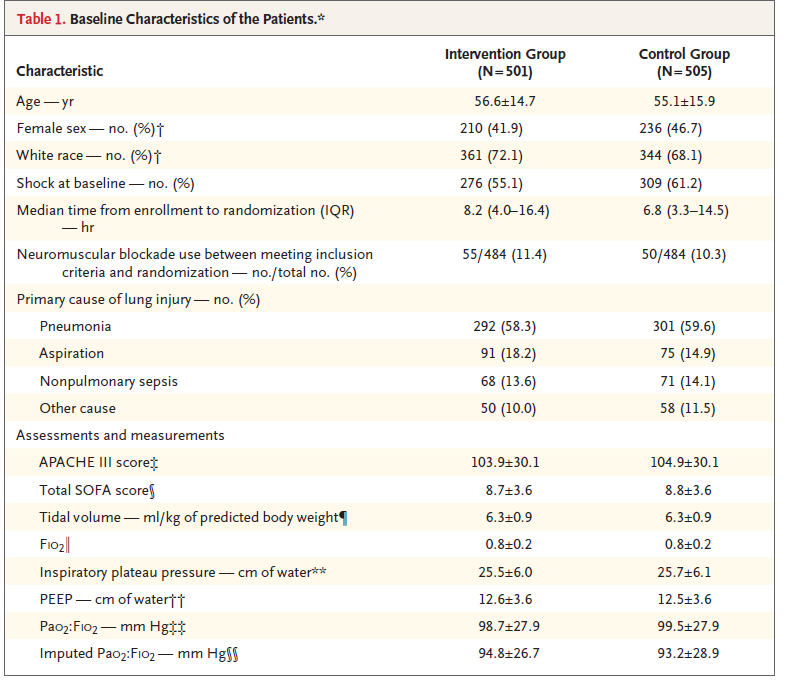 Table 1. Baseline Characteristics of the Patients.*
Characteristic Intervention Group (N=501) Control Group (N=505)
Age — yr 56.6±14.7 55.1±15.9
Female sex — no. (%)† 210 (41.9) 236 (46.7)
White race — no. (%)† 361 (72.1) 344 (68.1)
Shock at baseline — no. (%) 276 (55.1) 309 (61.2)
Median time from enrollment to randomization (IQR) 8.2 (4.0–16.4) 6.8 (3.3–14.5)
— hr
Neuromuscular blockade use between meeting inclusion 55/484 (11.4) 50/484 (10.3)
criteria and randomization — no./total no. (%)
Primary cause of lung injury — no. (%)
Pneumonia 292 (58.3) 301 (59.6)
Aspiration 91 (18.2) 75 (14.9)
Nonpulmonary sepsis 68 (13.6) 71 (14.1)
Other cause 50 (10.0) 58 (11.5)
Assessments and measurements
APACHE III score‡ 103.9±30.1 104.9±30.1
Total SOFA score§ 8.7±3.6 8.8±3.6
Tidal volume — ml/kg of predicted body weight¶ 6.3±0.9 6.3±0.9
FIO2‖ 0.8±0.2 0.8±0.2
Inspiratory plateau pressure — cm of water** 25.5±6.0 25.7±6.1
PEEP — cm of water†† 12.6±3.6 12.5±3.6
PaO2:FIO2 — mm Hg‡‡ 98.7±27.9 99.5±27.9
Imputed PaO2:FIO2 — mm Hg§§ 94.8±26.7 93.2±28.9